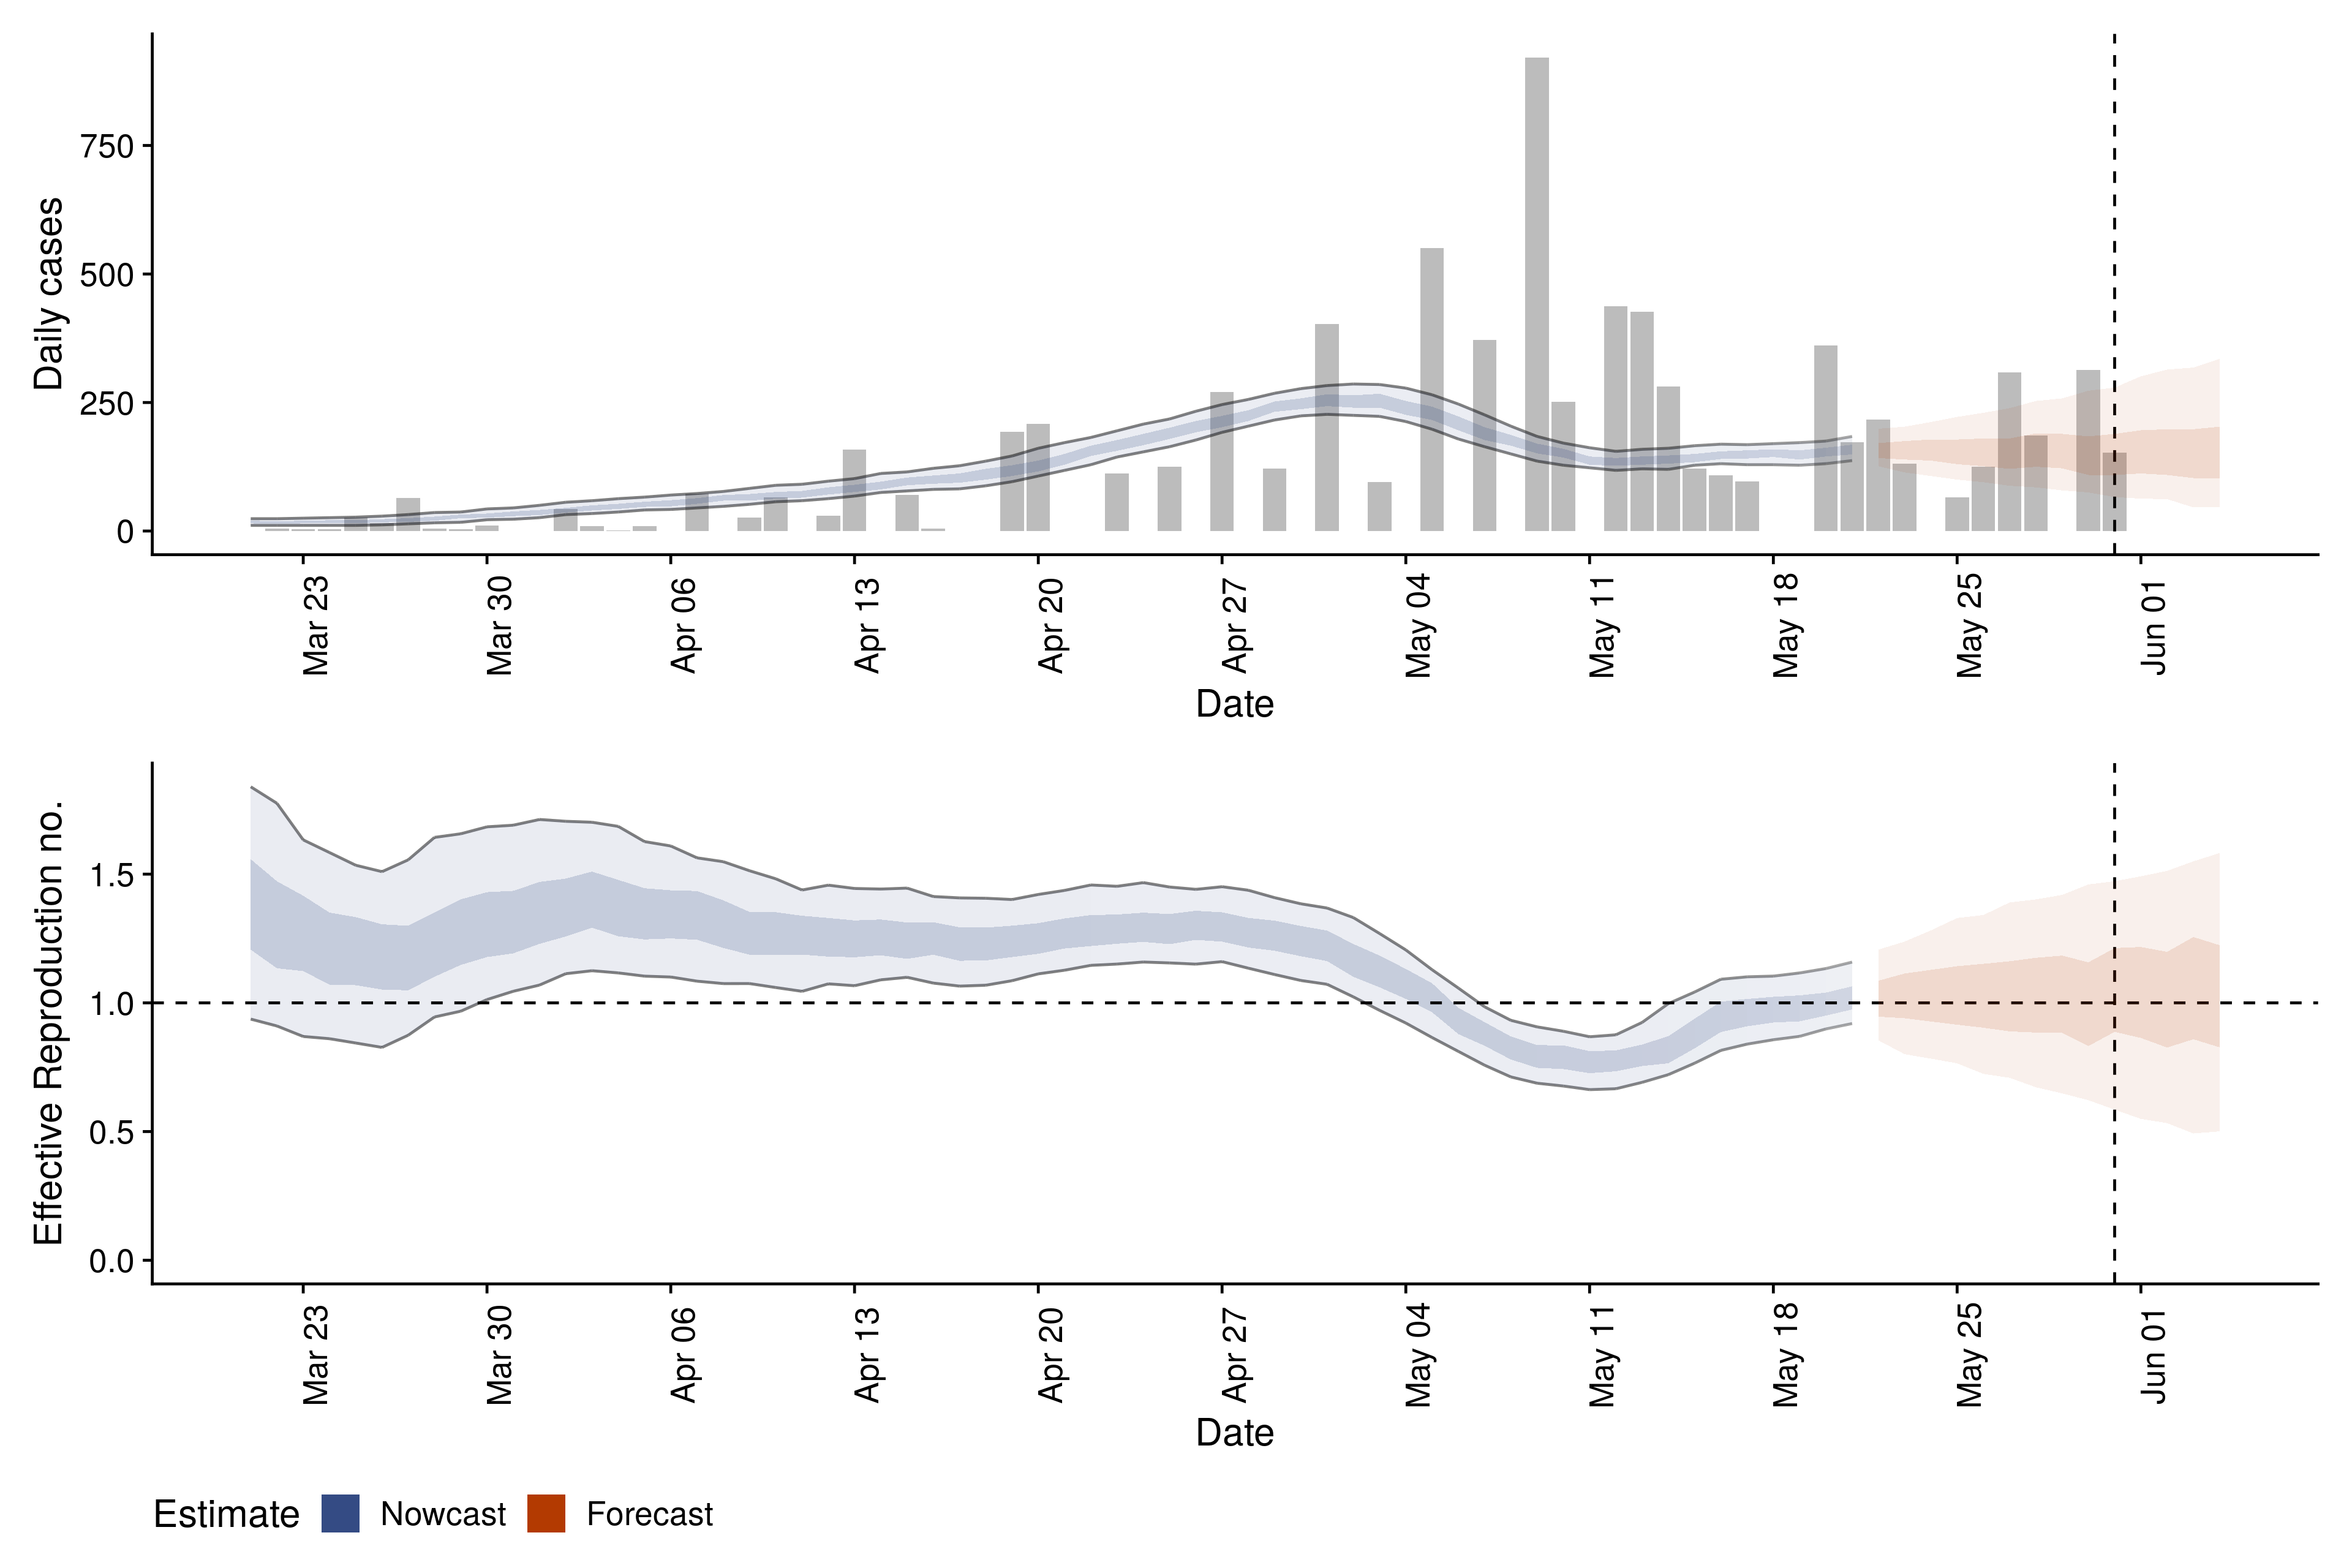 Daily cases
750
500
250
0
Mar 23
Mar 30
Apr 06
Apr 13
Apr 20
Apr 27
May 04
May 11
May 18
May 25
Jun 01
Date
Effective Reproduction no.
1.5
1.0
0.5
0.0
Mar 23
Mar 30
Apr 06
Apr 13
Apr 20
Apr 27
May 04
May 11
May 18
May 25
Jun 01
Date
Estimate Nowcast Forecast